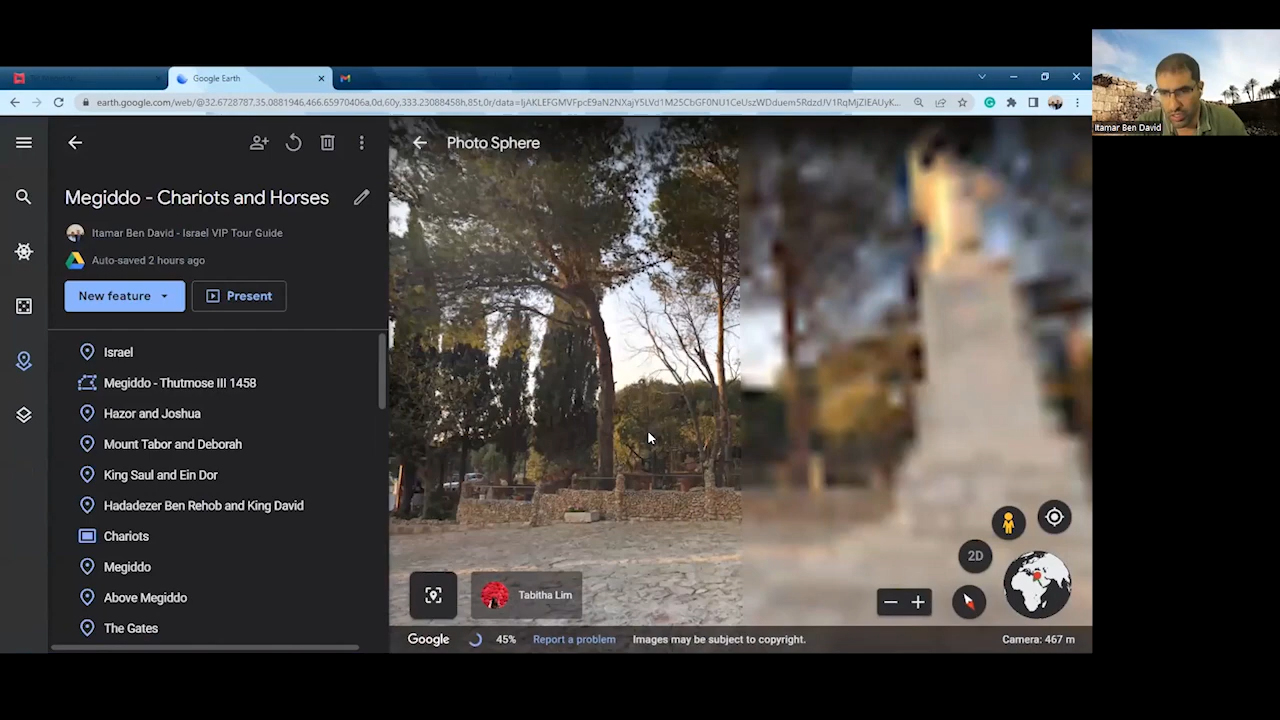 Google Earth
earth.google.com/web/@32.6728787,35.0881946,466.65970406a,0d,60y,333.23088458h,85t,0r/data=
Itamar Ben David
Photo Sphere
Megiddo - Chariots and Horses
Itamar Ben David - Israel VIP Tour Guide
Auto-saved 2 hours ago
New feature
Present
Israel
Megiddo - Thutmose III 1458
Hazor and Joshua
Mount Tabor and Deborah
King Saul and Ein Dor
Hadadezer Ben Rehob and King David
Chariots
Megiddo
Above Megiddo
The Gates
2D
Tabitha Lim
Google
45%
Report a problem
Images may be subject to copyright.
Camera: 467 m